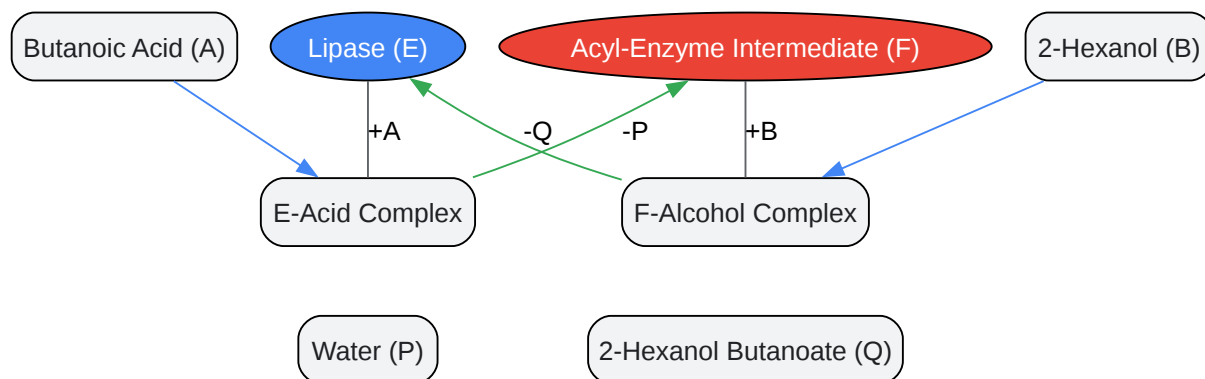 Butanoic Acid (A)
Lipase (E)
Acyl-Enzyme Intermediate (F)
2-Hexanol (B)
+A
-Q
-P
+B
E-Acid Complex
F-Alcohol Complex
Water (P)
2-Hexanol Butanoate (Q)